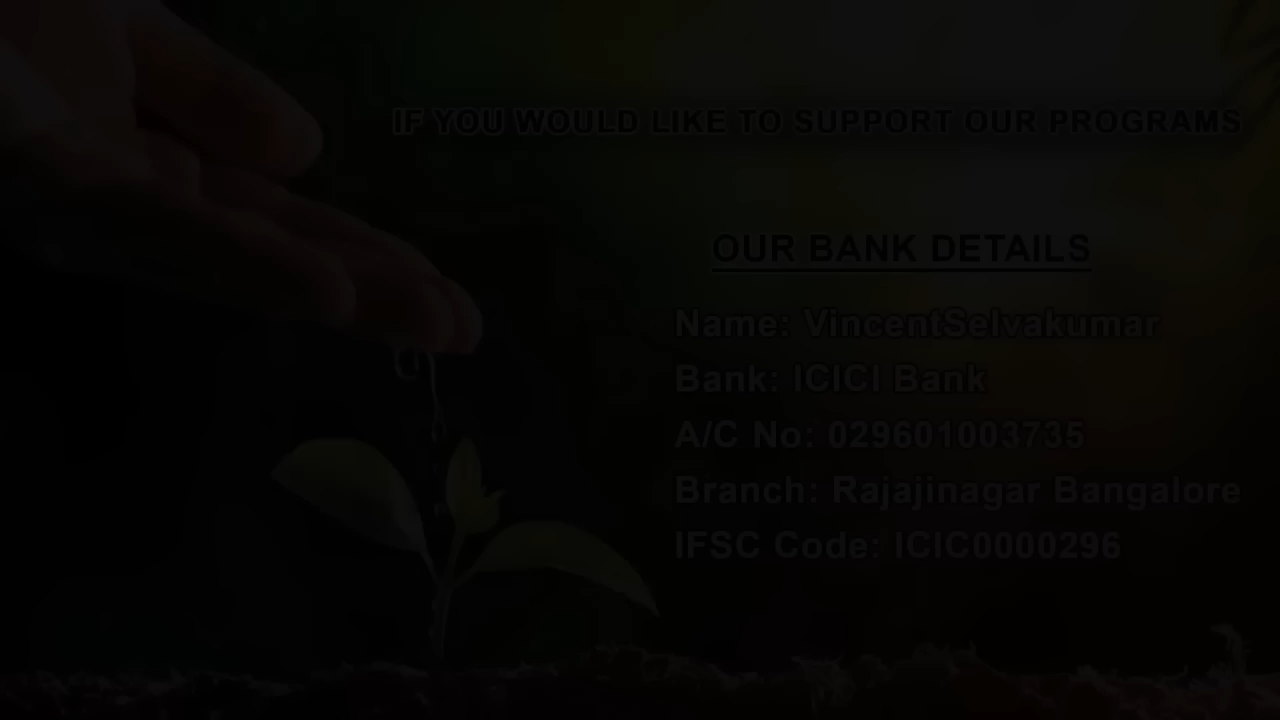 IF YOU WOULD LIKE TO SUPPORT OUR PROGRAMS
OUR BANK DETAILS
Name: VincentSelvakumar
Bank: ICICI Bank
A/C No: 029601003735
Branch: Rajajinagar Bangalore
IFSC Code: ICIC0000296